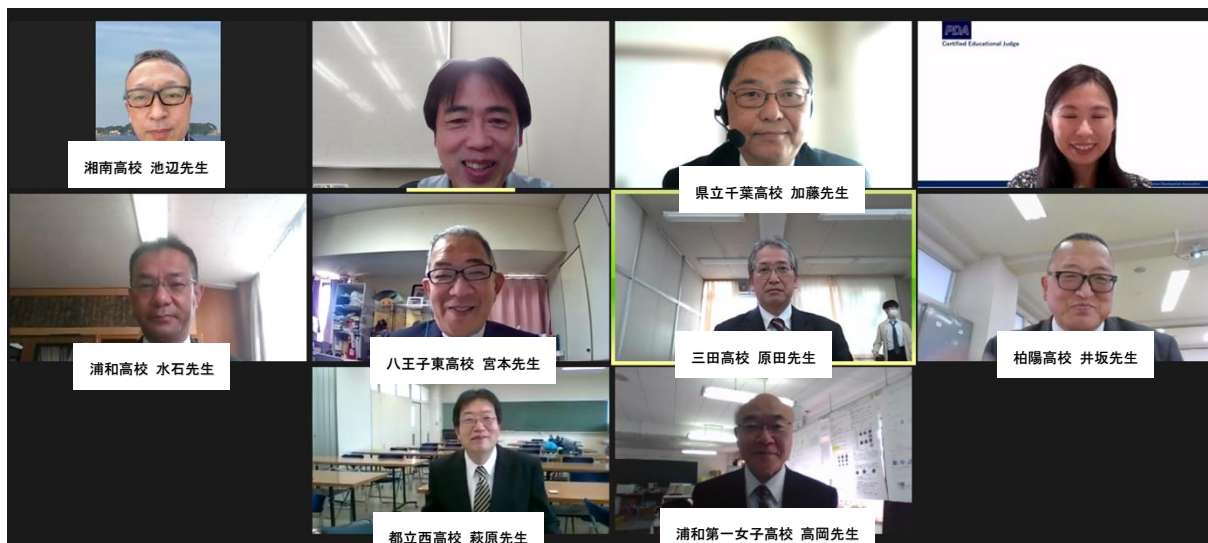 PDA
Certified Educational Judge
湘南高校 池辺先生
県立千葉高校 加藤先生
浦和高校 水石先生
八王子東高校 宮本先生
三田高校 原田先生
柏陽高校 井坂先生
都立西高校 萩原先生
浦和第一女子高校 高岡先生